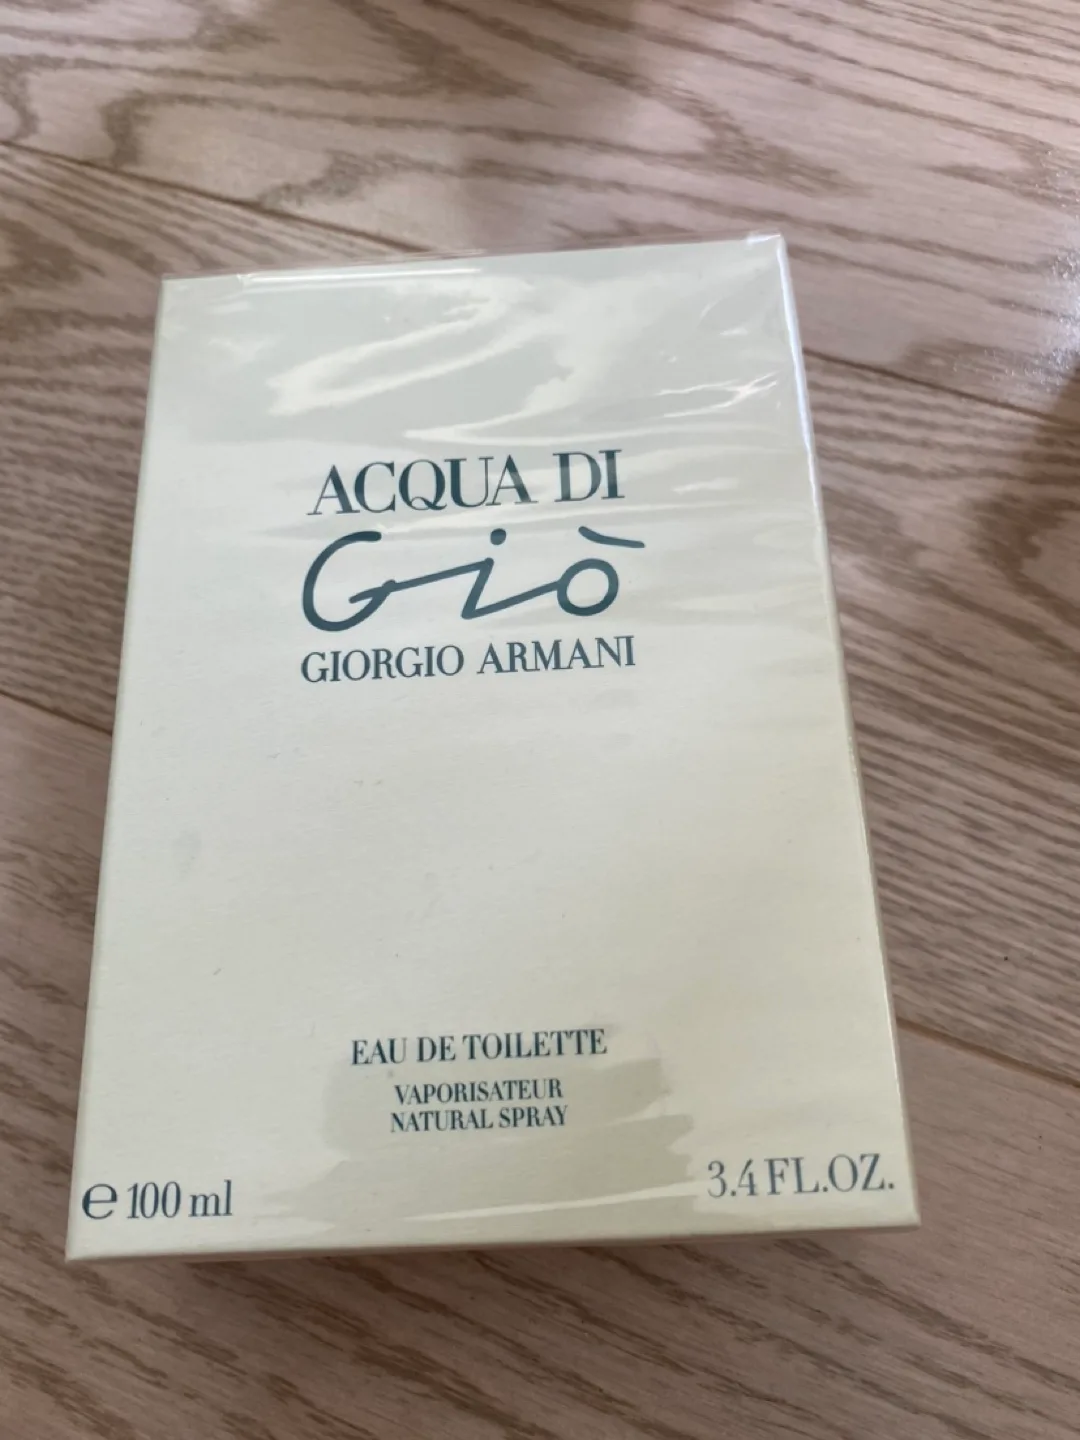 ACQUA DI
Giò
GIORGIO ARMANI
EAU DE TOILETTE
VAPORISATEUR
NATURAL SPRAY
℮ 100 ml
3.4 FL.OZ.